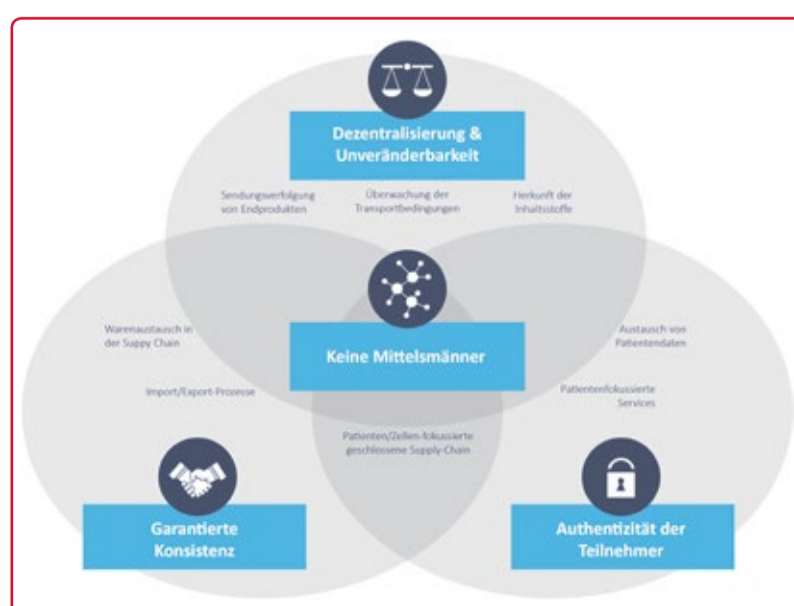 Dezentralisierung &
Unveränderbarkeit
Sendungsverfolgung
von Endprodukten
Überwachung der
Transportbedingungen
Herkunft der
Inhaltsstoffe
Warenaustausch in
der Suppy Chain
Import/Export-Prozesse
Keine Mittelsmänner
Austausch von
Patientendaten
Patientenfokussierte
Services
Patienten/Zellen-fokussierte
geschlossene Supply-Chain
Garantierte
Konsistenz
Authentizität der
Teilnehmer